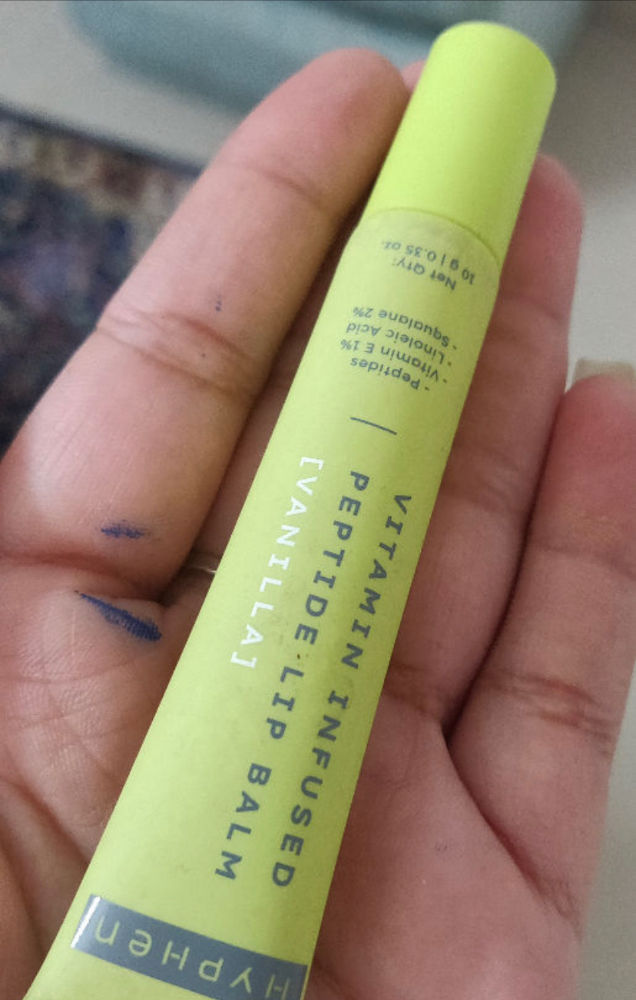 HYPHEN
VITAMIN INFUSED
PEPTIDE LIP BALM
[VANILLA]
- Peptides
- Vitamin E 1%
- Linoleic Acid
- Squalane 2%
Net Qty:
10 g | 0.35 oz.